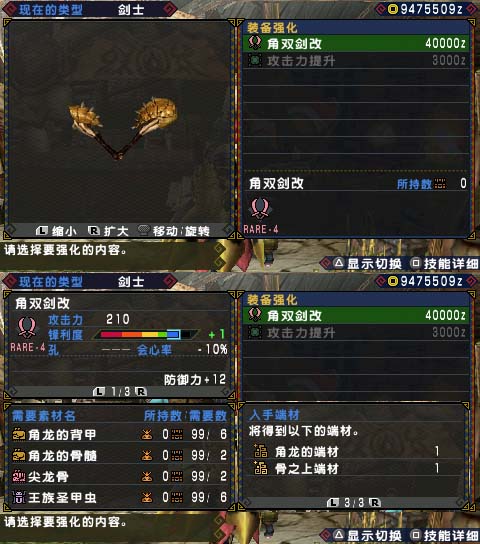 现在的类型 剑士
9475509z
装备强化
角双剑改 40000z
攻击力提升 3000z
角双剑改 所持数 0
RARE-4
L 缩小 R 扩大 移动/旋转
请选择要强化的内容。
△显示切换 □技能详细
现在的类型 剑士
9475509z
角双剑改
攻击力 210
锋利度 +1
RARE-4
孔 --- 会心率 -10%
防御力+12
L 1/3 R
装备强化
角双剑改 40000z
攻击力提升 3000z
需要素材名 所持数/需要数
角龙的背甲 0 99/ 6
角龙的骨髓 0 99/ 2
尖龙骨 0 99/ 2
王族圣甲虫 0 99/ 6
入手端材
将得到以下的端材。
角龙的端材 1
骨之上端材 1
L 3/3 R
请选择要强化的内容。
△显示切换 □技能详细